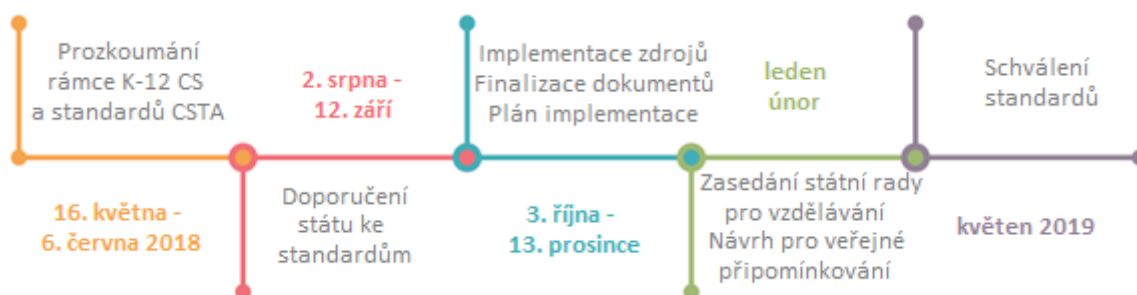 Prozkoumání
rámce K-12 CS
a standardů CSTA
16. května -
6. června 2018
2. srpna -
12. září
Doporučení
státu ke
standardům
Implementace zdrojů
Finalizace dokumentů
Plán implementace
3. října -
13. prosince
leden
únor
Zasedání státní rady
pro vzdělávání
Návrh pro veřejné
připomínkování
Schválení
standardů
květen 2019